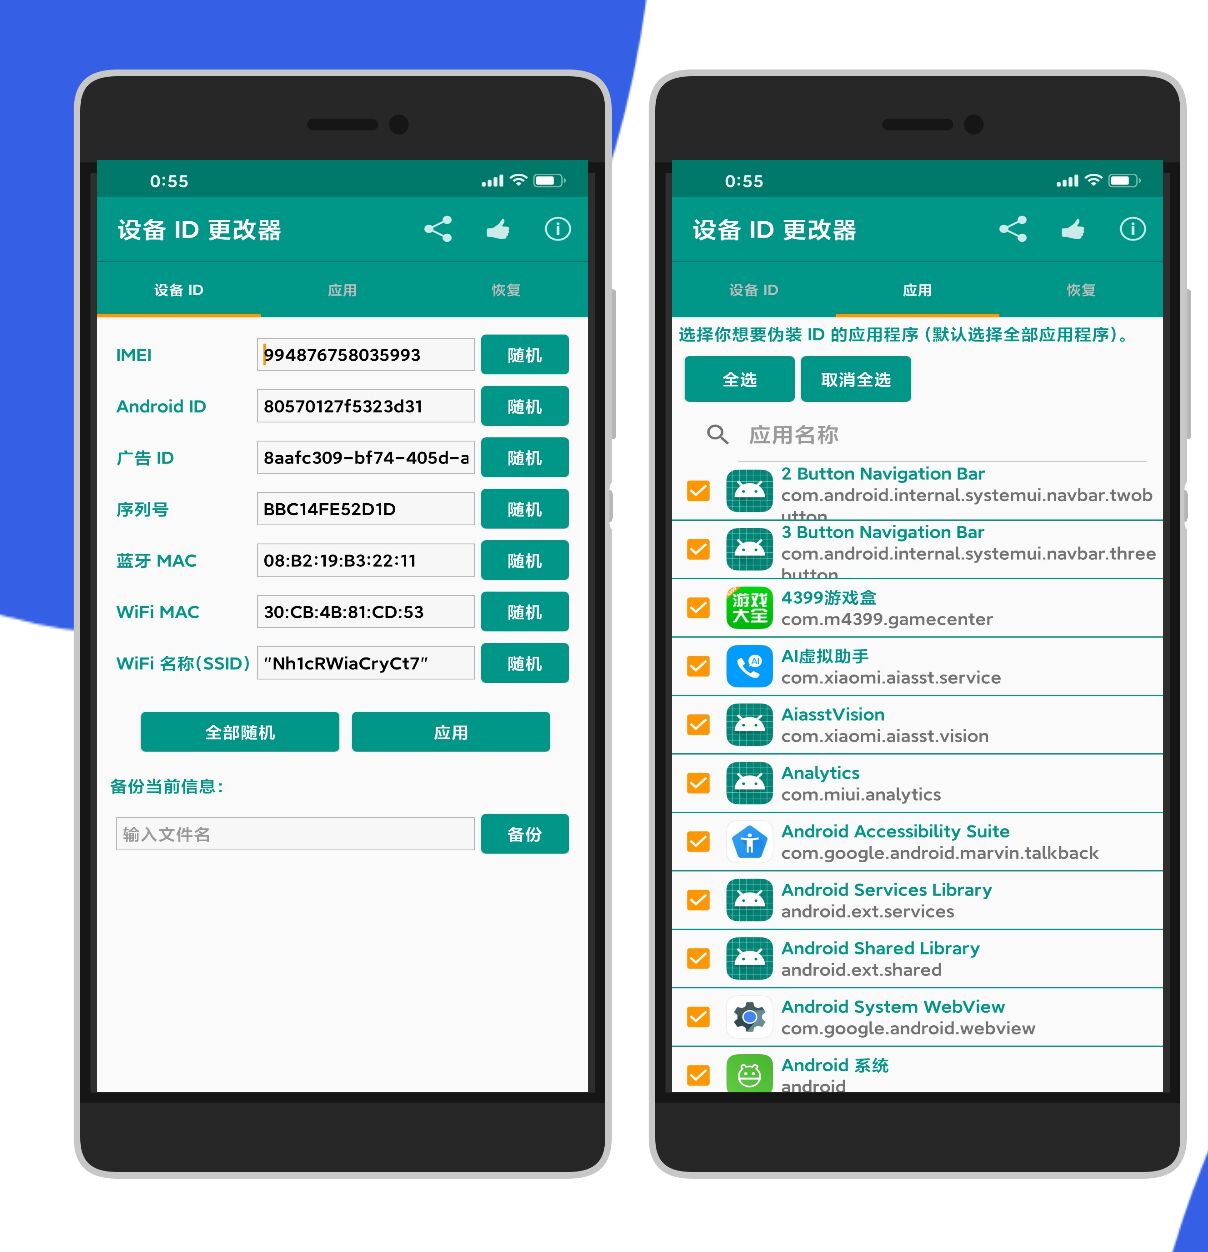 0:55
设备 ID 更改器
设备 ID
应用
恢复
IMEI
994876758035993
随机
Android ID
80570127f5323d31
随机
广告 ID
8aafc309-bf74-405d-a
随机
序列号
BBC14FE52D1D
随机
蓝牙 MAC
08:B2:19:B3:22:11
随机
WiFi MAC
30:CB:4B:81:CD:53
随机
WiFi 名称(SSID)
"Nh1cRWiaCryCt7"
随机
全部随机
应用
备份当前信息:
输入文件名
备份
0:55
设备 ID 更改器
设备 ID
应用
恢复
选择你想要伪装 ID 的应用程序 (默认选择全部应用程序)。
全选
取消全选
应用名称
2 Button Navigation Bar
com.android.internal.systemui.navbar.twob
utton
3 Button Navigation Bar
com.android.internal.systemui.navbar.three
button
游戏
大全
4399游戏盒
com.m4399.gamecenter
AI
AI虚拟助手
com.xiaomi.aiasst.service
AiasstVision
com.xiaomi.aiasst.vision
Analytics
com.miui.analytics
Android Accessibility Suite
com.google.android.marvin.talkback
Android Services Library
android.ext.services
Android Shared Library
android.ext.shared
Android System WebView
com.google.android.webview
Android 系统
android